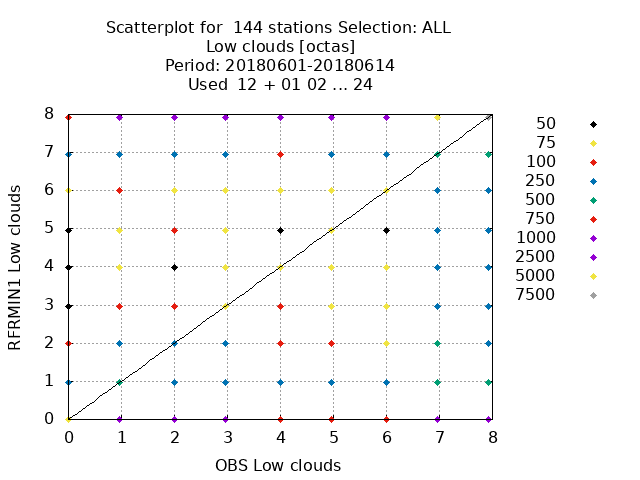 Scatterplot for  144 stations Selection: ALL
Low clouds [octas]
Period: 20180601-20180614
Used  12 + 01 02 ... 24
RFRMIN1 Low clouds
8
7
6
5
4
3
2
1
0
0 1 2 3 4 5 6 7 8
OBS Low clouds
50
75
100
250
500
750
1000
2500
5000
7500